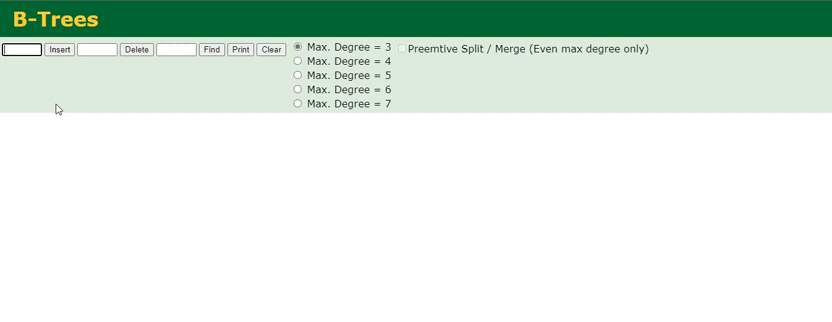 B-Trees
Insert Delete Find Print Clear
Max. Degree = 3
Max. Degree = 4
Max. Degree = 5
Max. Degree = 6
Max. Degree = 7
Preemtive Split / Merge (Even max degree only)